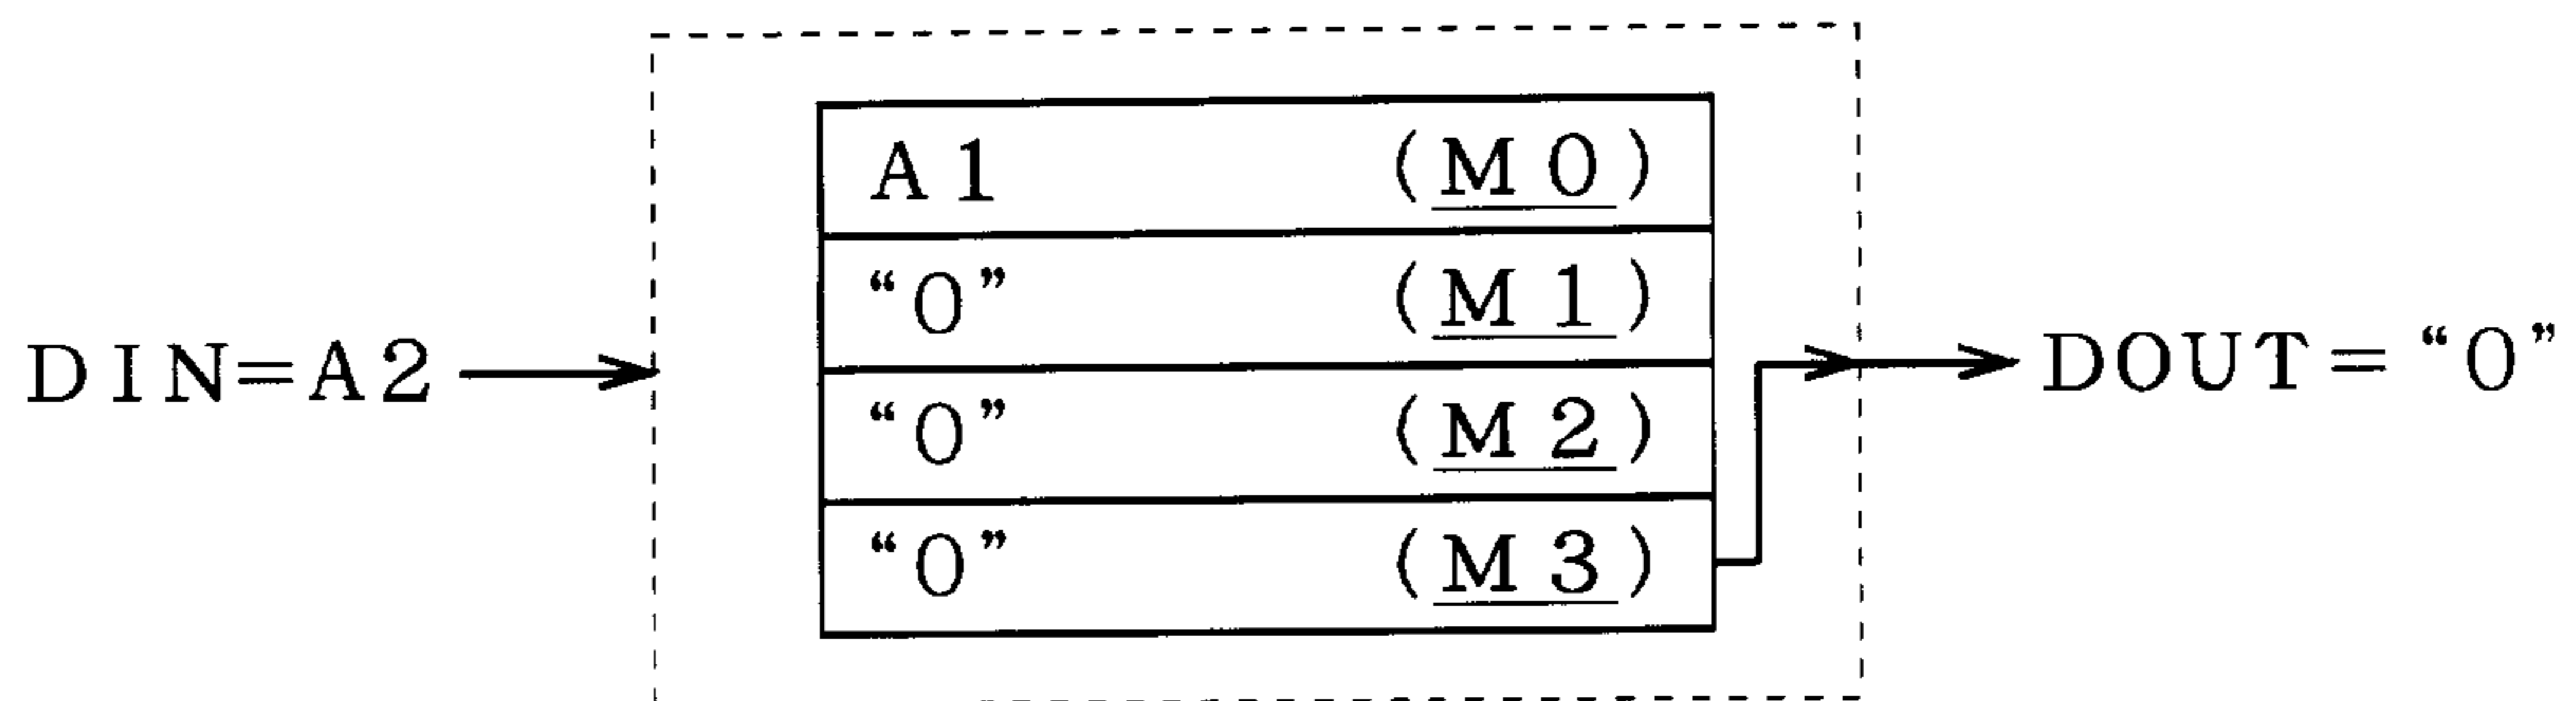 A1 (M0)
“0” (M1)
DIN=A2
DOUT=“0”
“0” (M2)
“0” (M3)